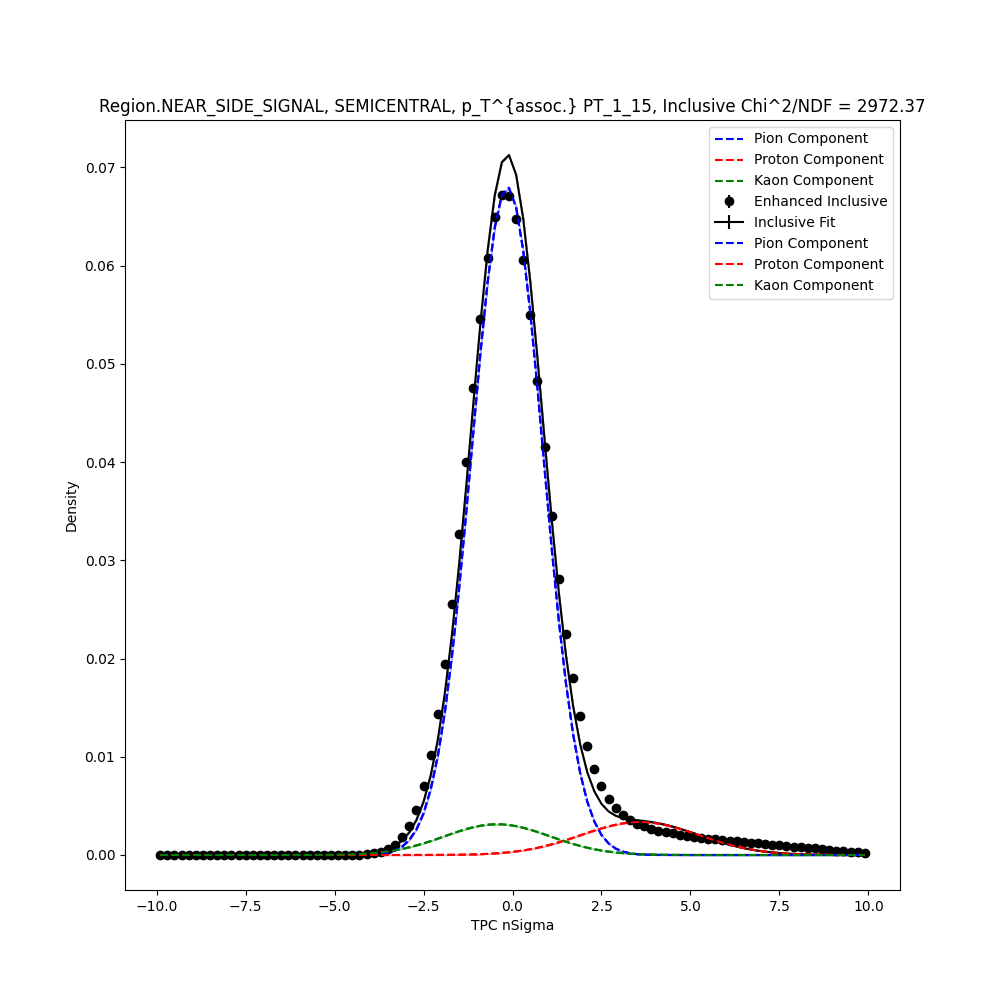 Region.NEAR_SIDE_SIGNAL, SEMICENTRAL, p_T^{assoc.} PT_1_15, Inclusive Chi^2/NDF = 2972.37
Pion Component
Proton Component
Kaon Component
Enhanced Inclusive
Inclusive Fit
Pion Component
Proton Component
Kaon Component
Density
0.07
0.06
0.05
0.04
0.03
0.02
0.01
0.00
−10.0
−7.5
−5.0
−2.5
0.0
2.5
5.0
7.5
10.0
TPC nSigma